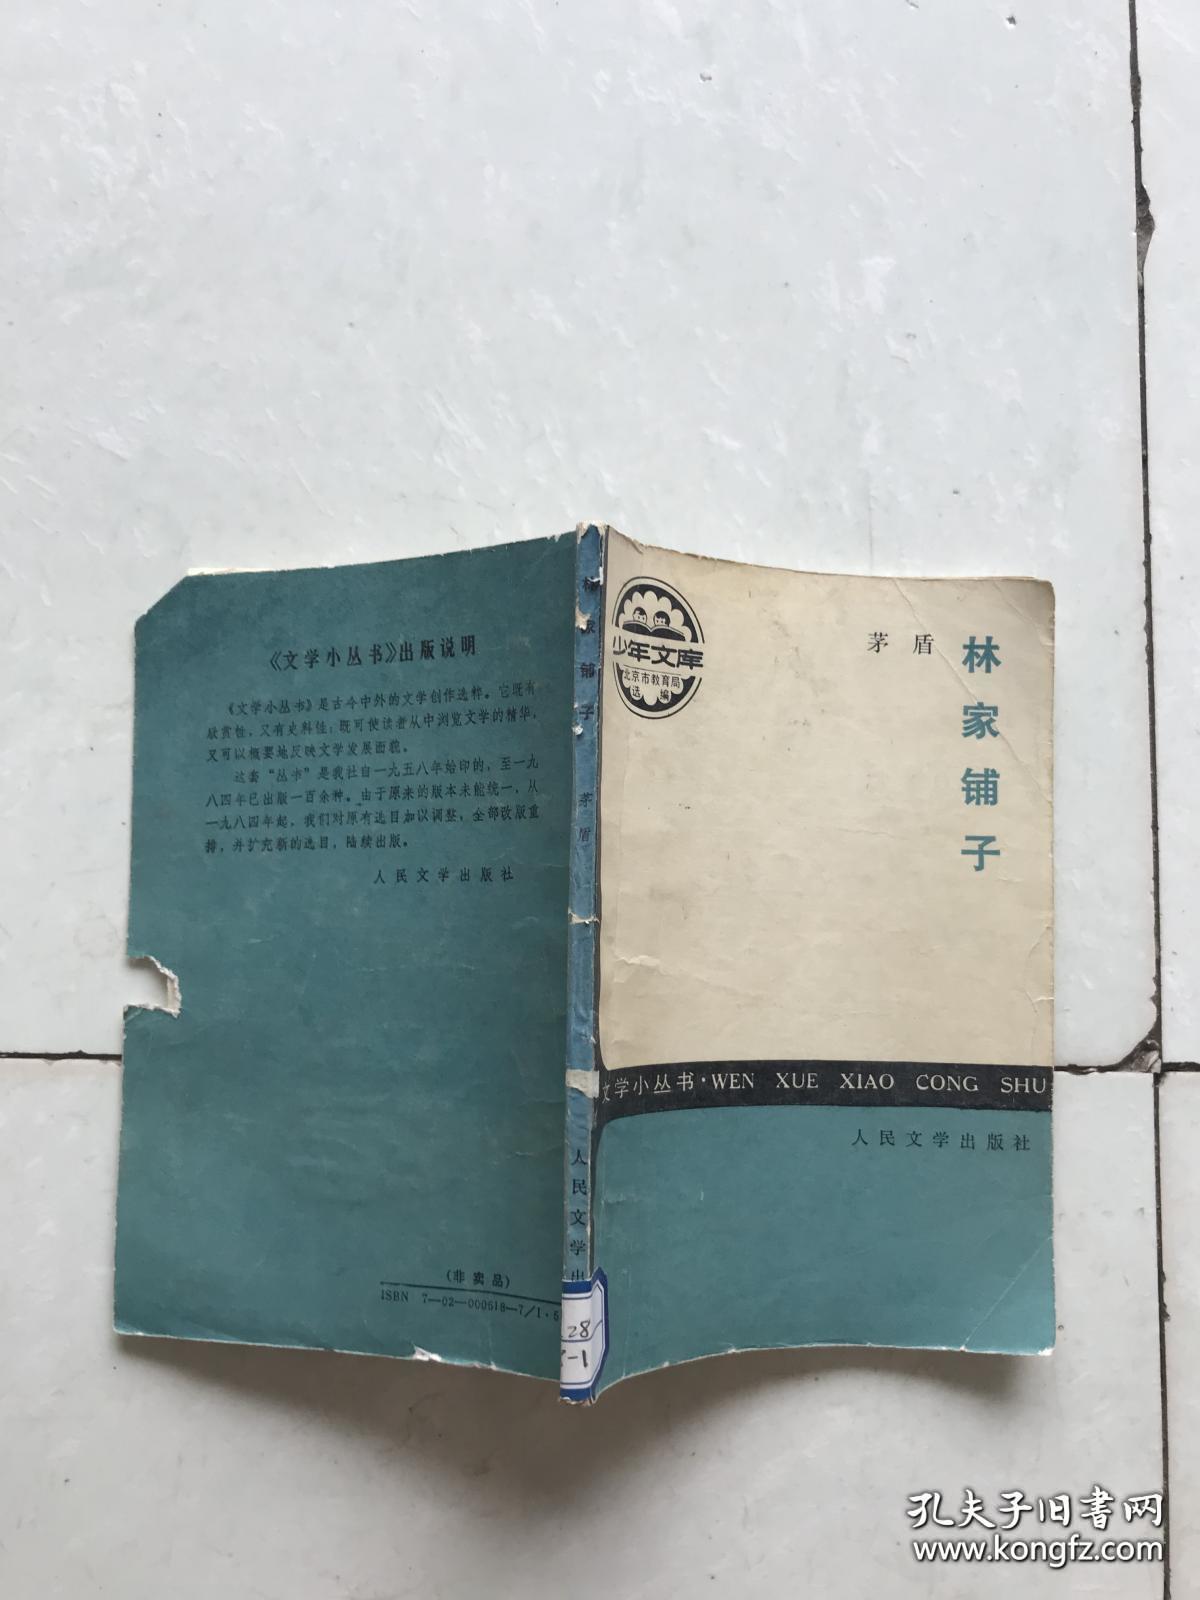 《文学小丛书》出版说明
《文学小丛书》是古今中外的文学创作选粹。它既有
欣赏性，又有史料性；既可使读者从中浏览文学的精华，
又可以概要地反映文学发展面貌。
这套“丛书”是我社自一九五八年始印的，至一九
八四年已出版一百余种。由于原来的版本未能统一，从
一九八四年起，我们对原有选目加以调整，全部改版重
排，并扩充新的选目，陆续出版。
人民文学出版社
(非卖品)
ISBN 7—02—000618—7/I·6
林家铺子
茅盾
人民文学出
28
-1
少年文库
北京市教育局
选编
茅盾
林家铺子
文学小丛书·WEN XUE XIAO CONG SHU
人民文学出版社
孔夫子旧书网
www.kongfz.com